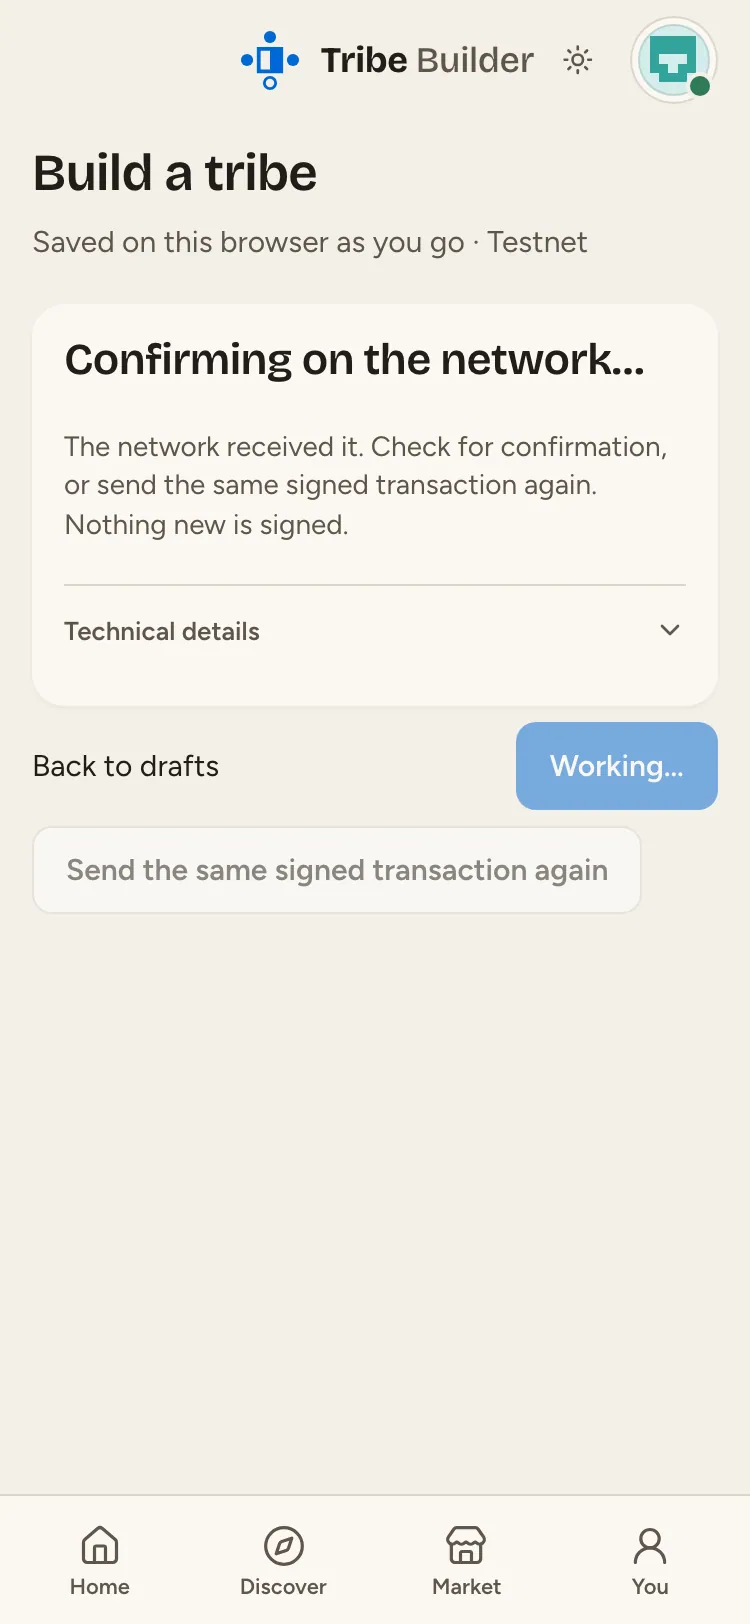 Tribe Builder
Build a tribe
Saved on this browser as you go · Testnet
Confirming on the network...
The network received it. Check for confirmation,
or send the same signed transaction again.
Nothing new is signed.
Technical details
Back to drafts
Working...
Send the same signed transaction again
Home
Discover
Market
You